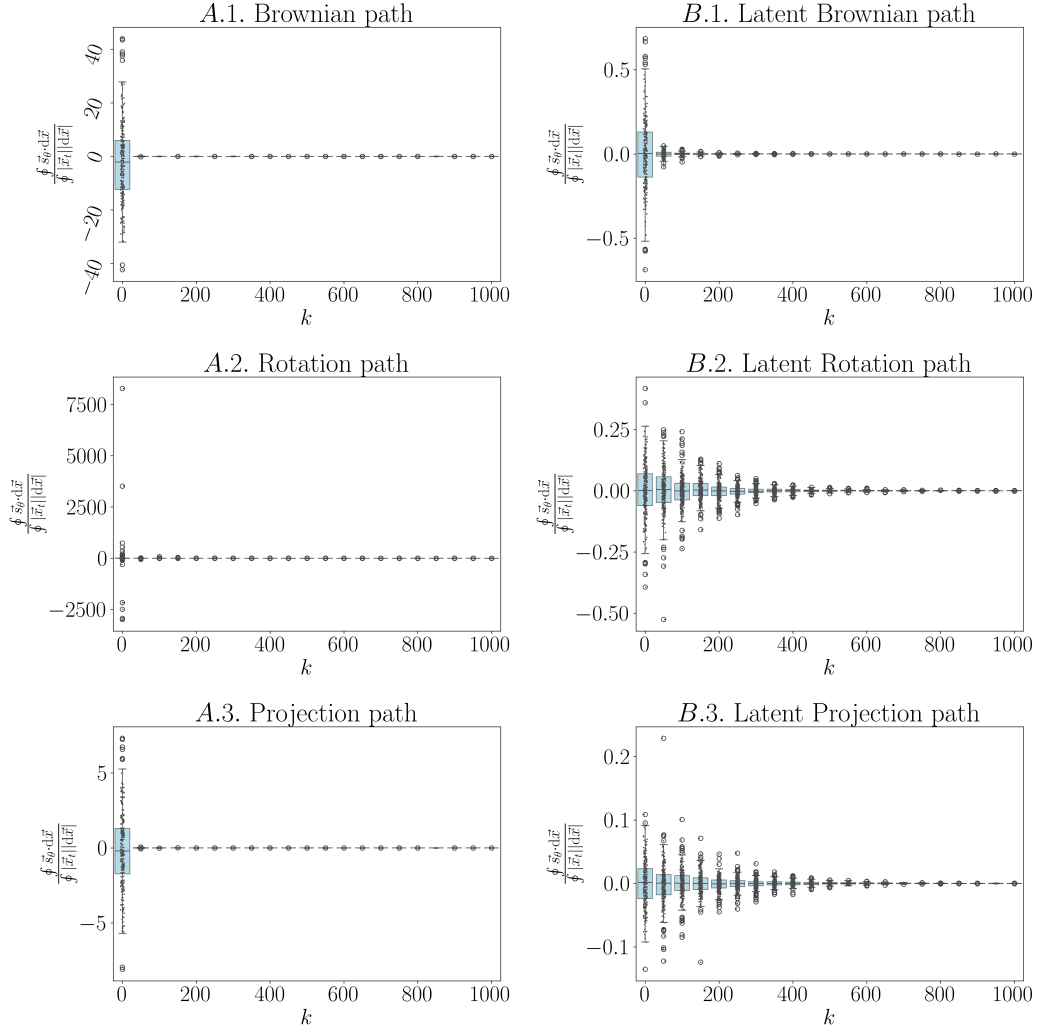 A.1. Brownian path
40
20
0
−20
−40
∮ s⃗_θ·dx⃗
∮ |x⃗_t||dx⃗|
0 200 400 600 800 1000
k
B.1. Latent Brownian path
0.5
0.0
−0.5
∮ s⃗_θ·dx⃗
∮ |x⃗_t||dx⃗|
0 200 400 600 800 1000
k
A.2. Rotation path
7500
5000
2500
0
−2500
∮ s⃗_θ·dx⃗
∮ |x⃗_t||dx⃗|
0 200 400 600 800 1000
k
B.2. Latent Rotation path
0.25
0.00
−0.25
−0.50
∮ s⃗_θ·dx⃗
∮ |x⃗_t||dx⃗|
0 200 400 600 800 1000
k
A.3. Projection path
5
0
−5
∮ s⃗_θ·dx⃗
∮ |x⃗_t||dx⃗|
0 200 400 600 800 1000
k
B.3. Latent Projection path
0.2
0.1
0.0
−0.1
∮ s⃗_θ·dx⃗
∮ |x⃗_t||dx⃗|
0 200 400 600 800 1000
k